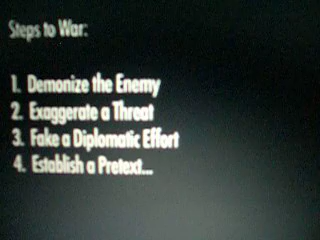 Steps to War:
1. Demonize the Enemy
2. Exaggerate a Threat
3. Fake a Diplomatic Effort
4. Establish a Pretext...